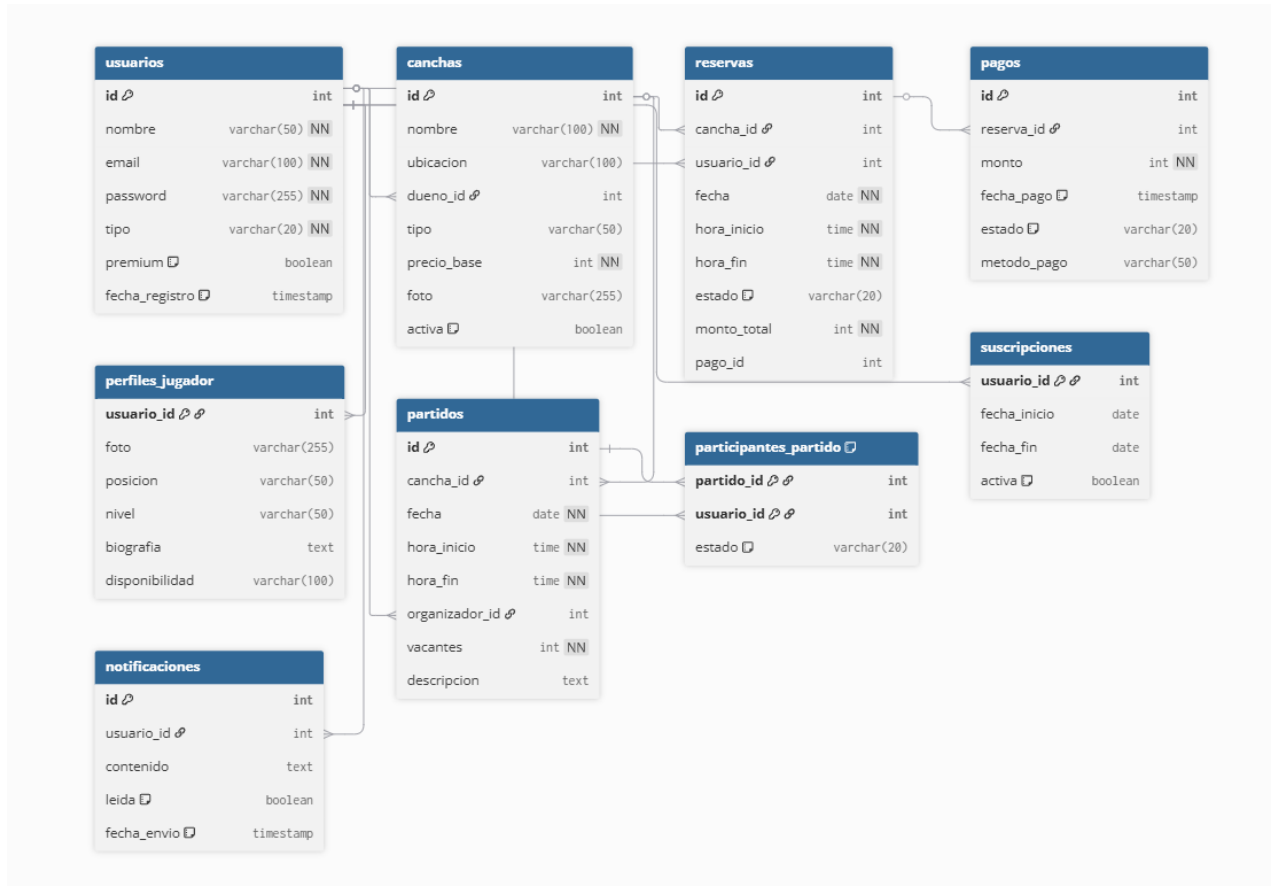 usuarios
id int
nombre varchar(50) NN
email varchar(100) NN
password varchar(255) NN
tipo varchar(20) NN
premium boolean
fecha_registro timestamp
canchas
id int
nombre varchar(100) NN
ubicacion varchar(100)
dueno_id int
tipo varchar(50)
precio_base int NN
foto varchar(255)
activa boolean
reservas
id int
cancha_id int
usuario_id int
fecha date NN
hora_inicio time NN
hora_fin time NN
estado varchar(20)
monto_total int NN
pago_id int
pagos
id int
reserva_id int
monto int NN
fecha_pago timestamp
estado varchar(20)
metodo_pago varchar(50)
suscripciones
usuario_id int
fecha_inicio date
fecha_fin date
activa boolean
perfiles_jugador
usuario_id int
foto varchar(255)
posicion varchar(50)
nivel varchar(50)
biografia text
disponibilidad varchar(100)
partidos
id int
cancha_id int
fecha date NN
hora_inicio time NN
hora_fin time NN
organizador_id int
vacantes int NN
descripcion text
participantes_partido
partido_id int
usuario_id int
estado varchar(20)
notificaciones
id int
usuario_id int
contenido text
leida boolean
fecha_envio timestamp